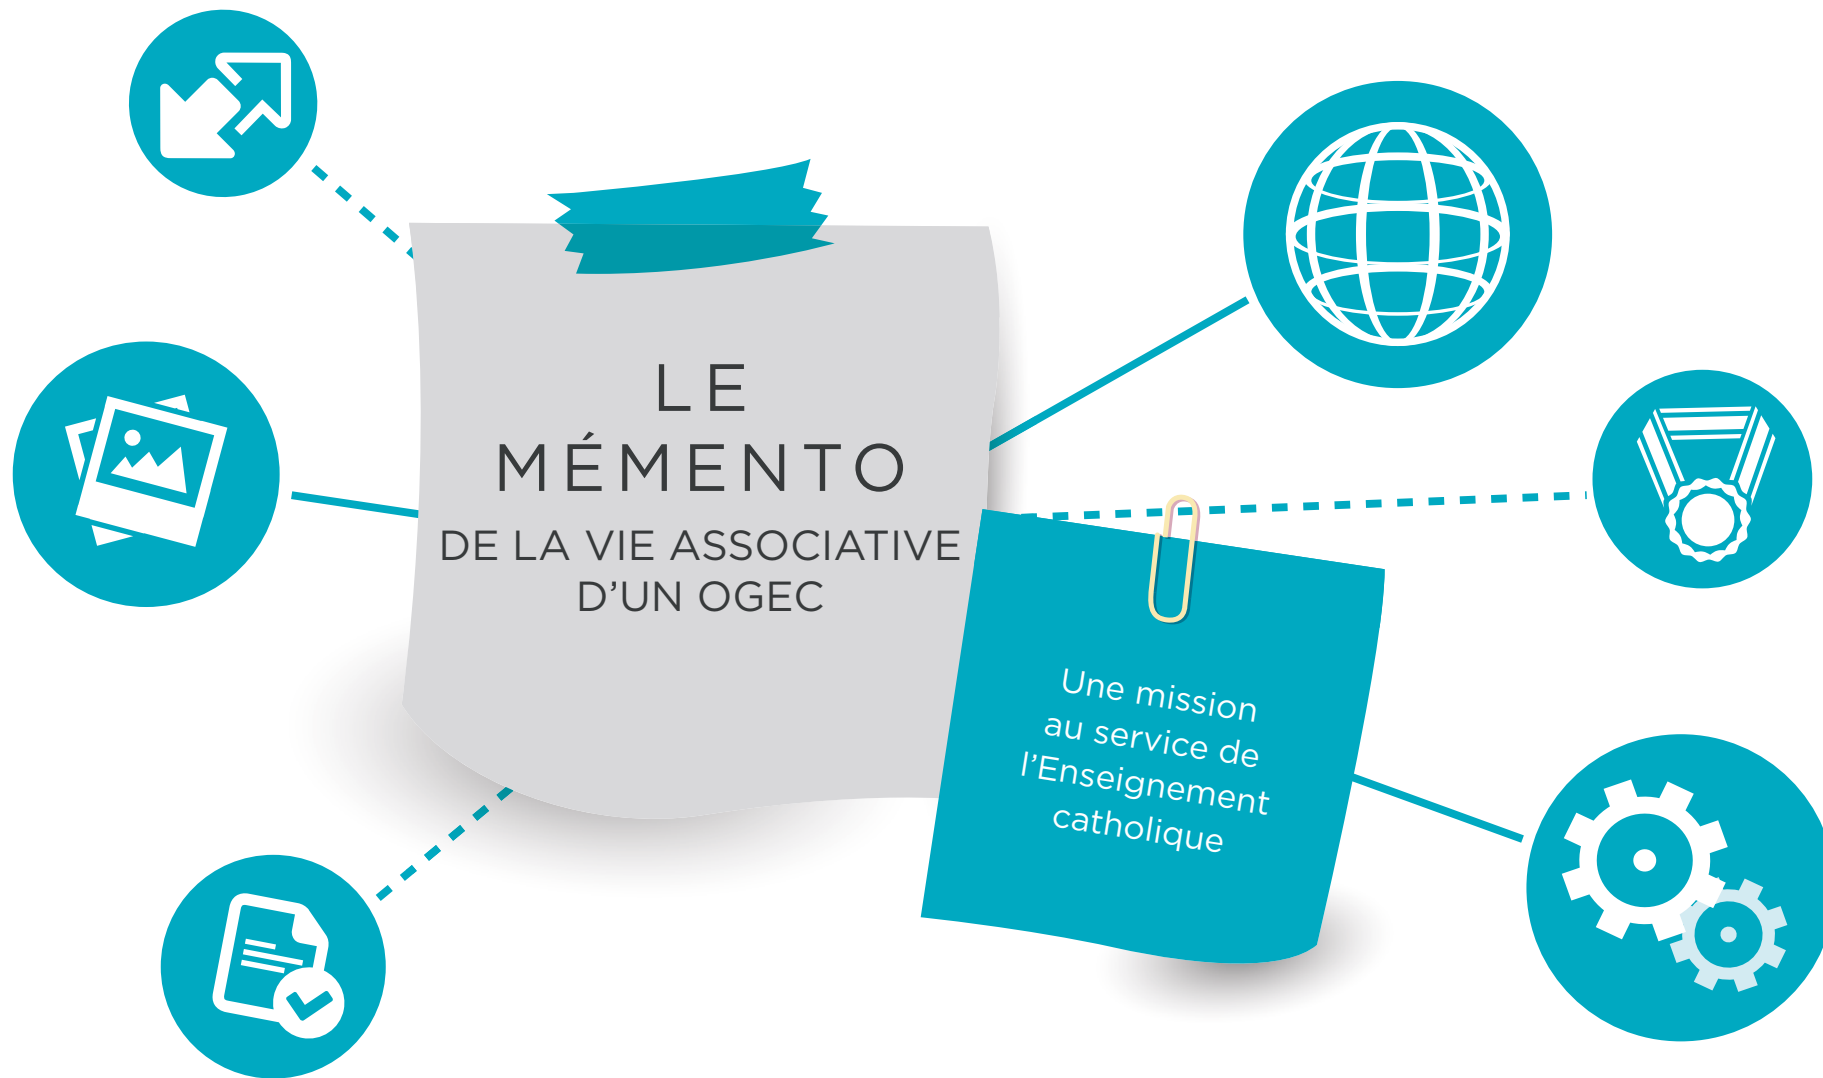 LE
MÉMENTO
DE LA VIE ASSOCIATIVE
D’UN OGEC
Une mission
au service de
l’Enseignement
catholique